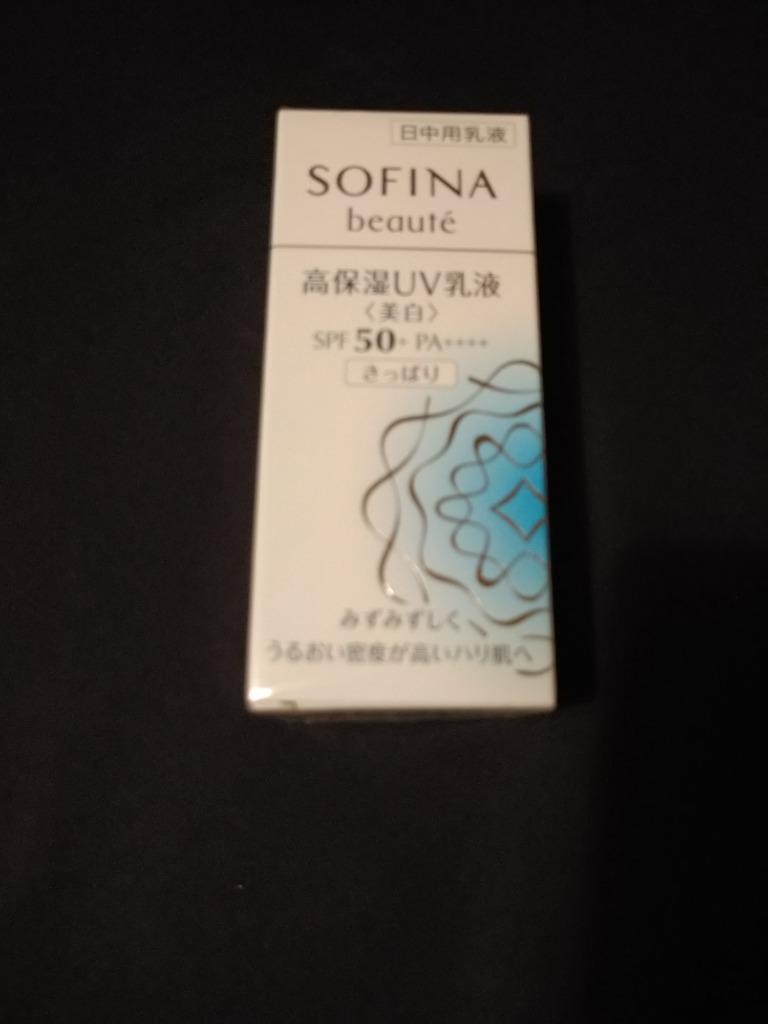 日中用乳液
SOFINA
beauté
高保湿UV乳液
〈美白〉
SPF 50+ PA++++
さっぱり
みずみずしく、
うるおい密度が高いハリ肌へ